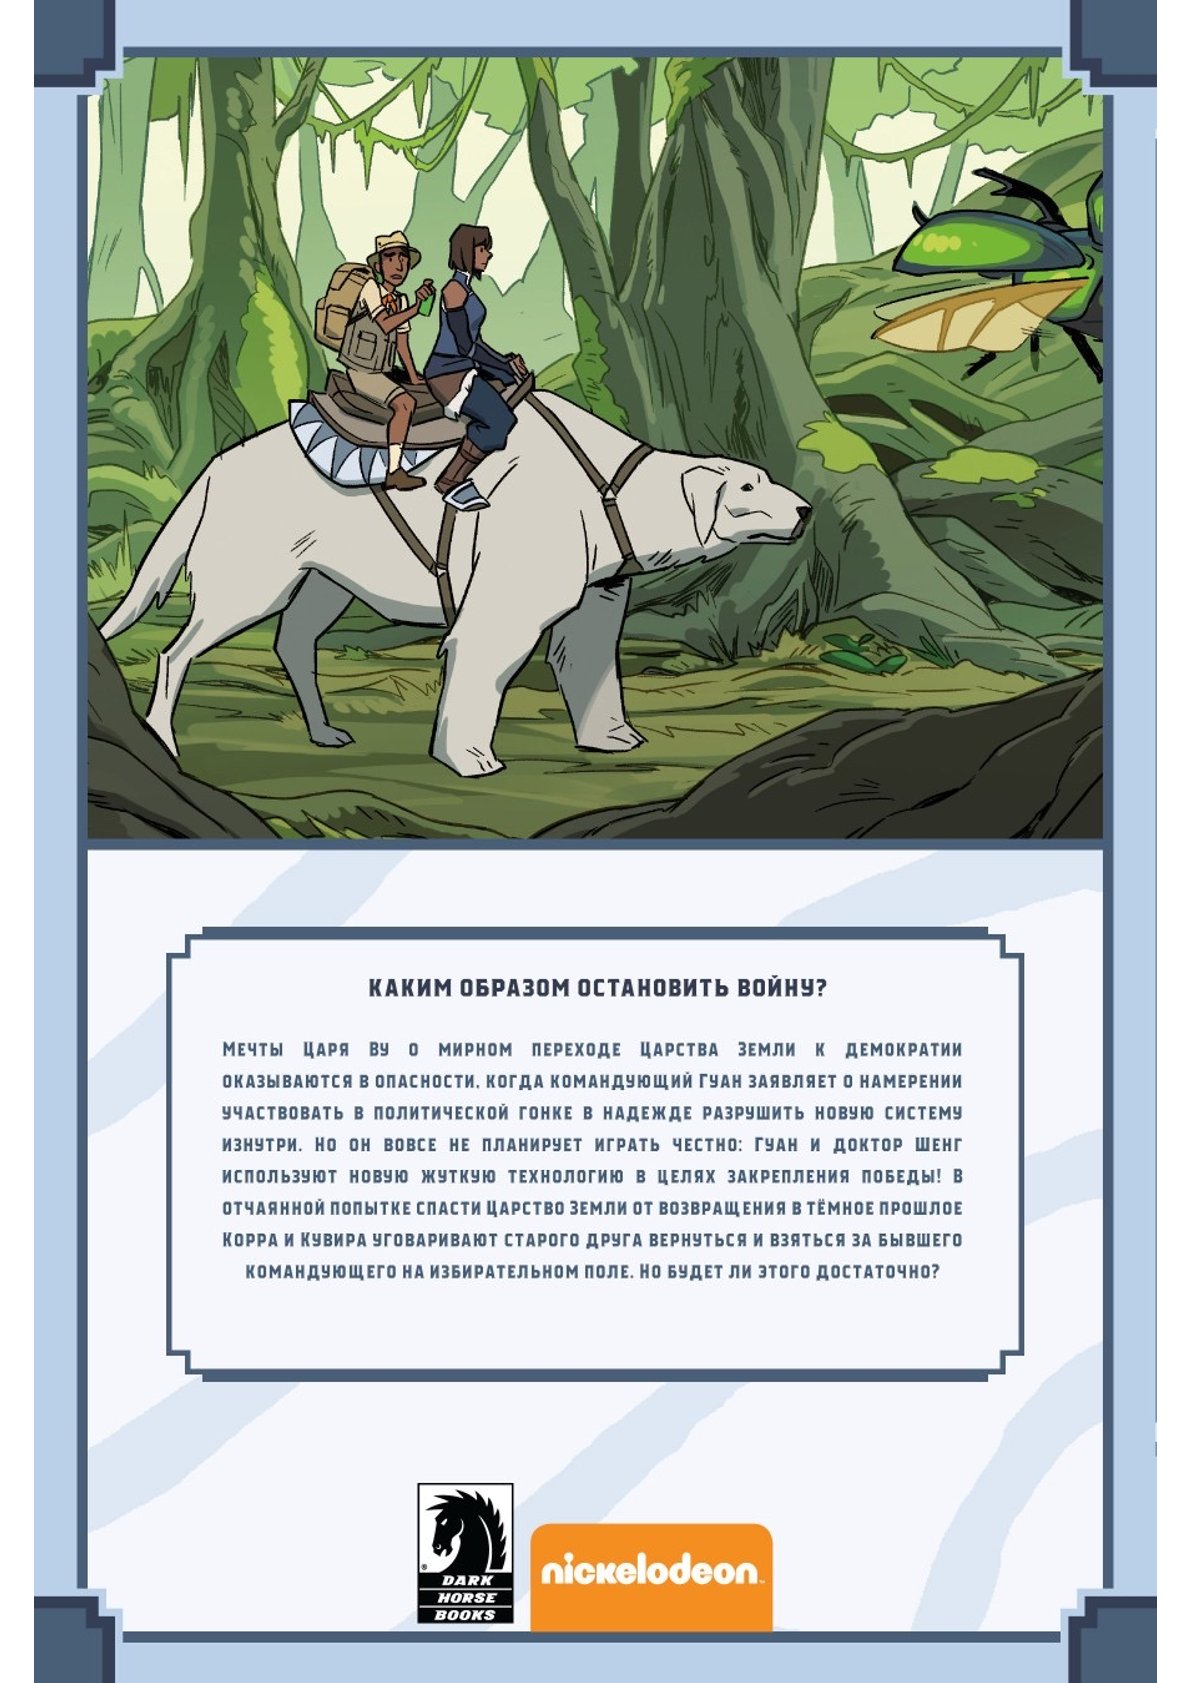 КАКИМ ОБРАЗОМ ОСТАНОВИТЬ ВОЙНУ?
Мечты Царя Ву о мирном переходе Царства Земли к демократии
оказываются в опасности, когда командующий Гуан заявляет о намерении
участвовать в политической гонке в надежде разрушить новую систему
изнутри. Но он вовсе не планирует играть честно: Гуан и доктор Шенг
используют новую жуткую технологию в целях закрепления победы! В
отчаянной попытке спасти Царство Земли от возвращения в тёмное прошлое
Корра и Кувира уговаривают старого друга вернуться и взяться за бывшего
командующего на избирательном поле. Но будет ли этого достаточно?
DARK
HORSE
BOOKS
nickelodeon